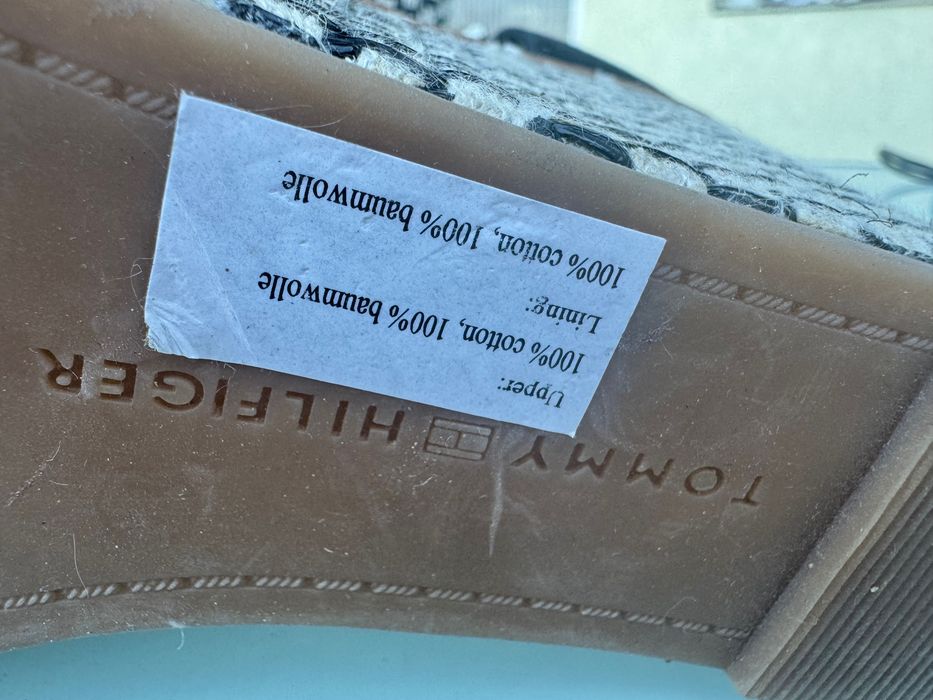 Upper:
100% cotton, 100% baumwolle
Lining:
100% cotton, 100% baumwolle
TOMMY HILFIGER